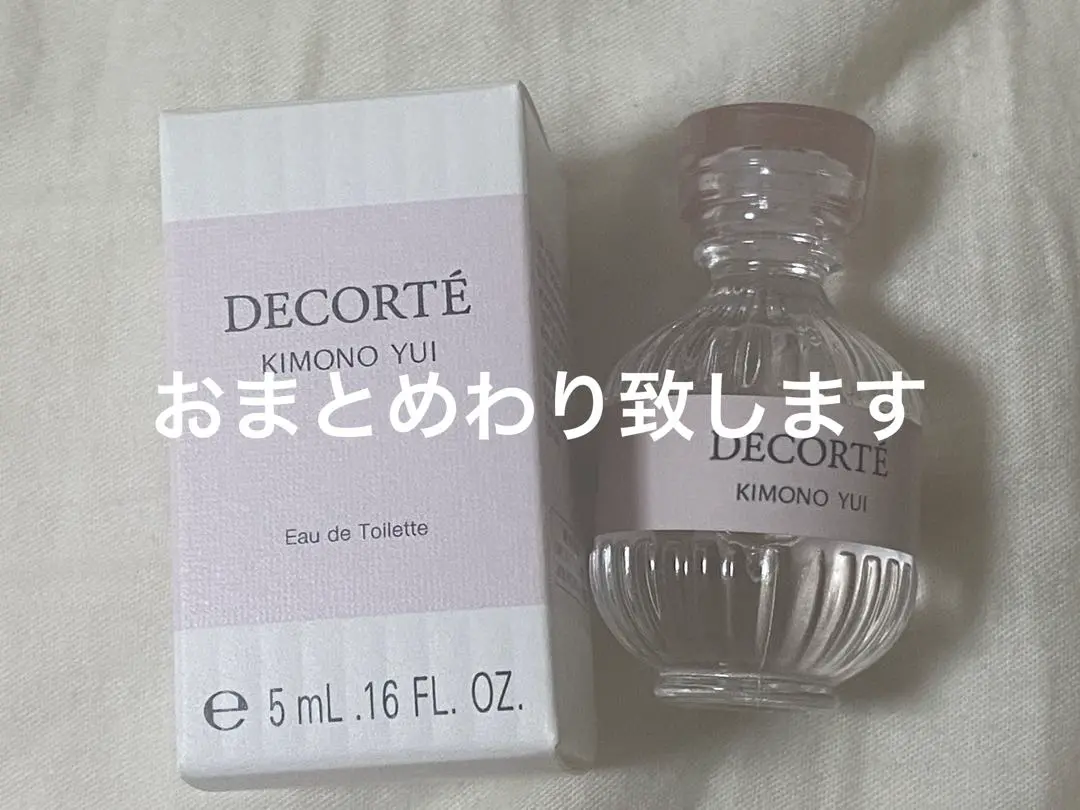 DECORTÉ
KIMONO YUI
おまとめわり致します
Eau de Toilette
℮ 5 mL .16 FL. OZ.
DECORTÉ
KIMONO YUI